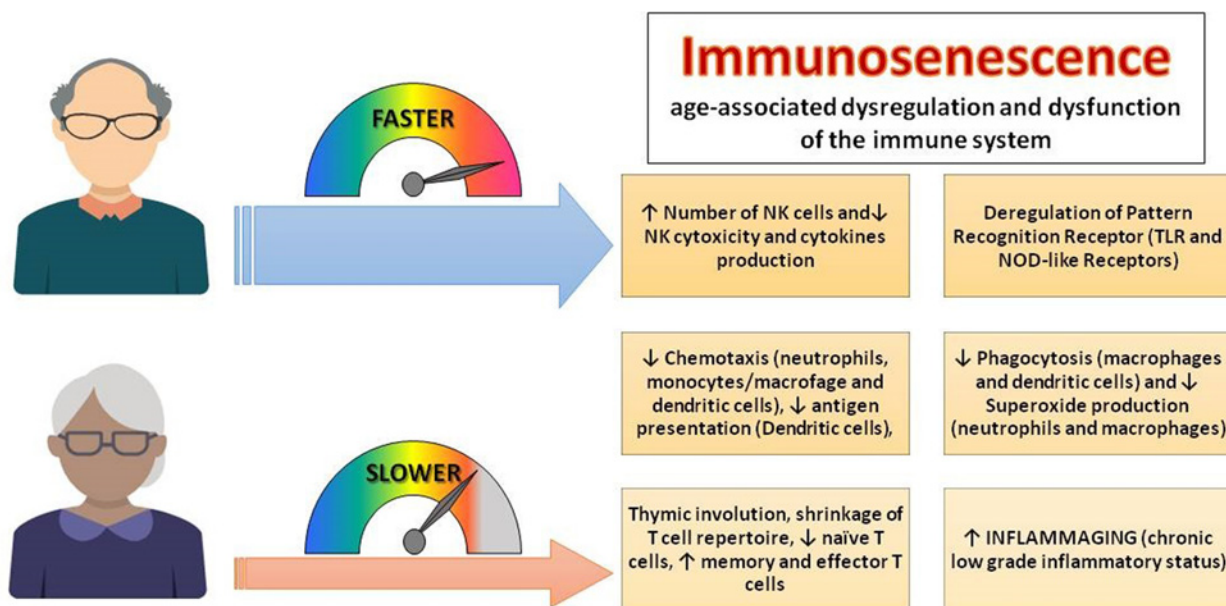 FASTER
Immunosenescence
age-associated dysregulation and dysfunction
of the immune system
↑ Number of NK cells and↓
NK cytoxicity and cytokines
production
Deregulation of Pattern
Recognition Receptor (TLR and
NOD-like Receptors)
↓ Chemotaxis (neutrophils,
monocytes/macrofage and
dendritic cells), ↓ antigen
presentation (Dendritic cells),
↓ Phagocytosis (macrophages
and dendritic cells) and ↓
Superoxide production
(neutrophils and macrophages)
SLOWER
Thymic involution, shrinkage of
T cell repertoire, ↓ naïve T
cells, ↑ memory and effector T
cells
↑ INFLAMMAGING (chronic
low grade inflammatory status)